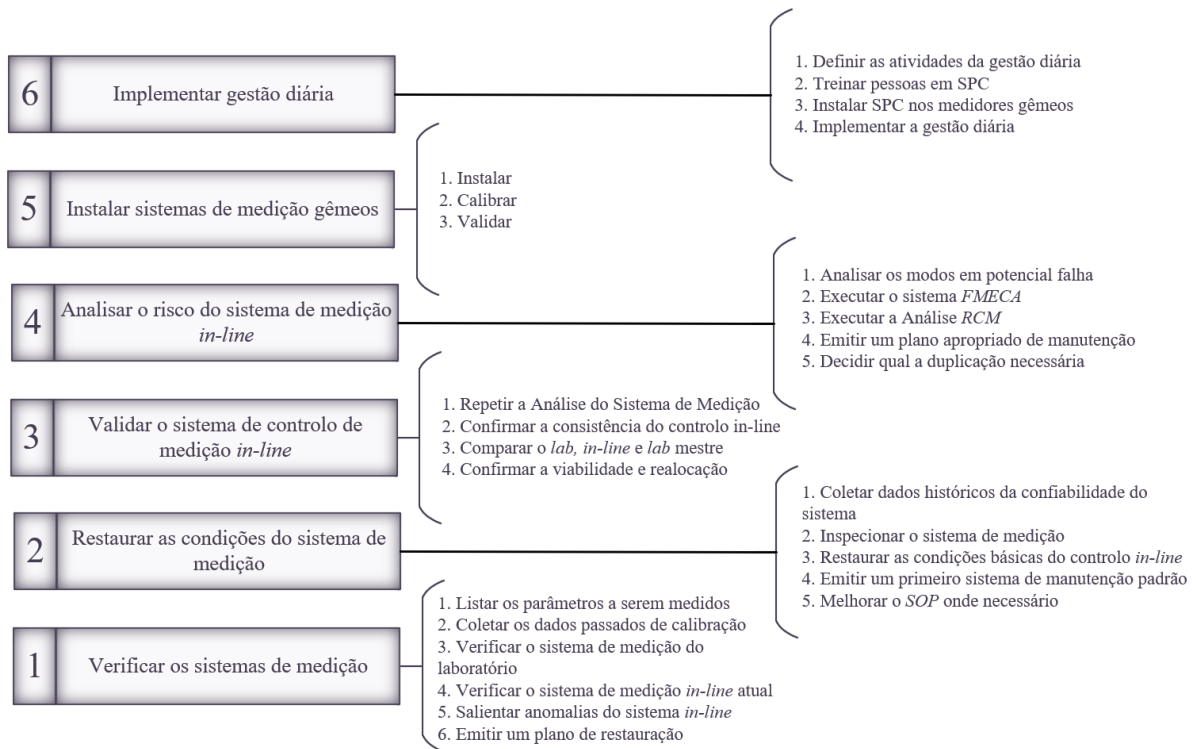 6
Implementar gestão diária
1. Definir as atividades da gestão diária
2. Treinar pessoas em SPC
3. Instalar SPC nos medidores gêmeos
4. Implementar a gestão diária
5
Instalar sistemas de medição gêmeos
1. Instalar
2. Calibrar
3. Validar
4
Analisar o risco do sistema de medição
in-line
1. Analisar os modos em potencial falha
2. Executar o sistema FMECA
3. Executar a Análise RCM
4. Emitir um plano apropriado de manutenção
5. Decidir qual a duplicação necessária
3
Validar o sistema de controlo de
medição in-line
1. Repetir a Análise do Sistema de Medição
2. Confirmar a consistência do controlo in-line
3. Comparar o lab, in-line e lab mestre
4. Confirmar a viabilidade e realocação
2
Restaurar as condições do sistema de
medição
1. Coletar dados históricos da confiabilidade do
sistema
2. Inspecionar o sistema de medição
3. Restaurar as condições básicas do controlo in-line
4. Emitir um primeiro sistema de manutenção padrão
5. Melhorar o SOP onde necessário
1
Verificar os sistemas de medição
1. Listar os parâmetros a serem medidos
2. Coletar os dados passados de calibração
3. Verificar o sistema de medição do
laboratório
4. Verificar o sistema de medição in-line atual
5. Salientar anomalias do sistema in-line
6. Emitir um plano de restauração